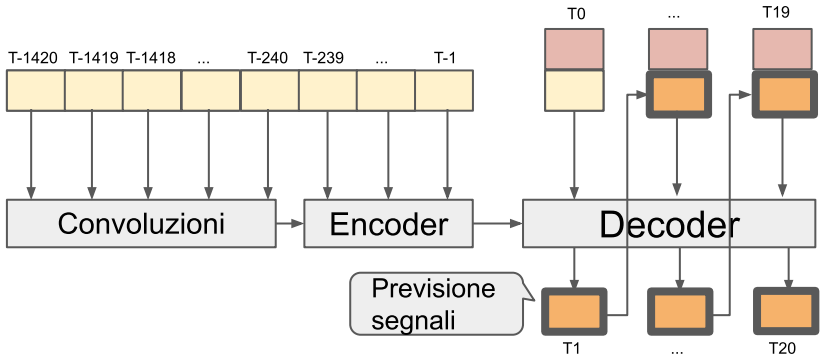 T0 ... T19
T-1420 T-1419 T-1418 ... T-240 T-239 ... T-1
Convoluzioni Encoder Decoder
Previsione
segnali
T1 ... T20